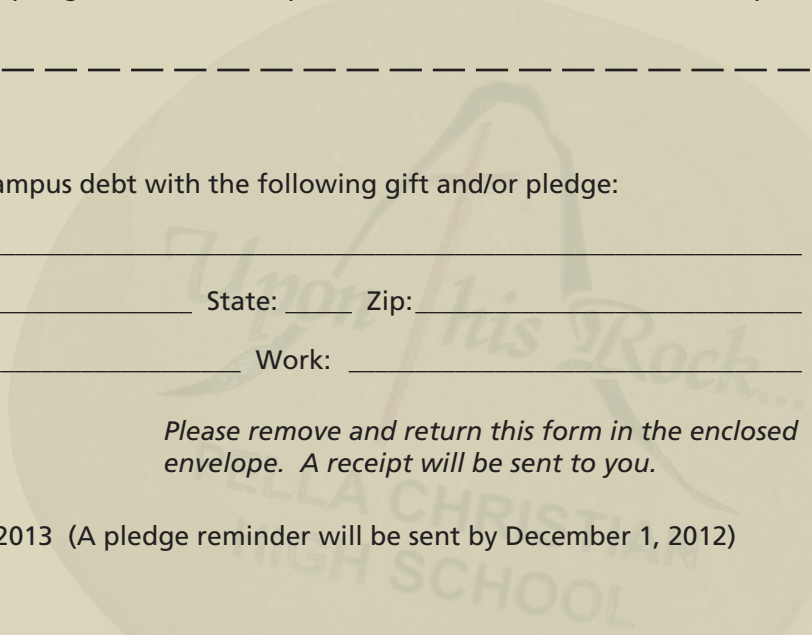 ampus debt with the following gift and/or pledge:
State: _____ Zip:
Work:
Please remove and return this form in the enclosed
envelope. A receipt will be sent to you.
2013 (A pledge reminder will be sent by December 1, 2012)
Upon this Rock...
PELLA CHRISTIAN
HIGH SCHOOL